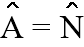 Â = N̂